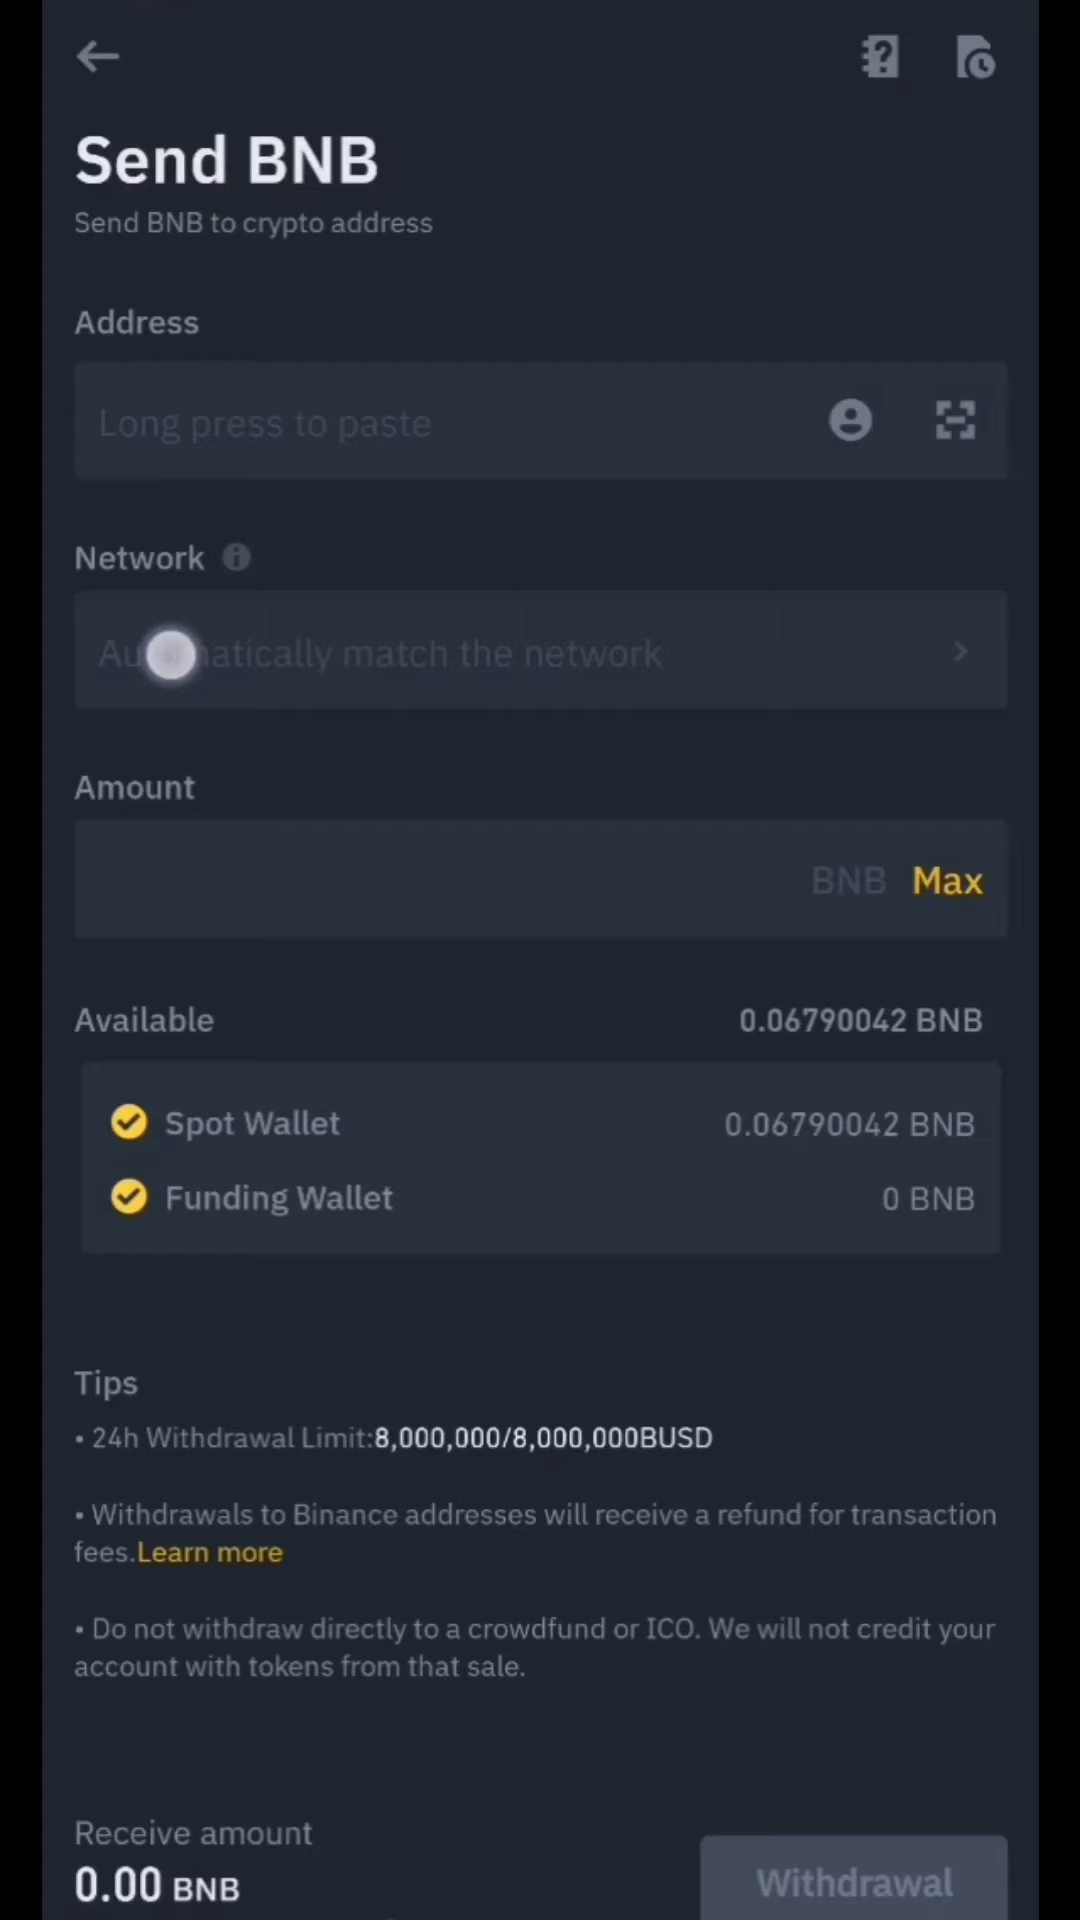 Send BNB
Send BNB to crypto address
Address
Long press to paste
Network
Automatically match the network
Amount
BNB Max
Available 0.06790042 BNB
Spot Wallet 0.06790042 BNB
Funding Wallet 0 BNB
Tips
• 24h Withdrawal Limit:8,000,000/8,000,000BUSD
• Withdrawals to Binance addresses will receive a refund for transaction
fees.Learn more
• Do not withdraw directly to a crowdfund or ICO. We will not credit your
account with tokens from that sale.
Receive amount
0.00 BNB
Withdrawal